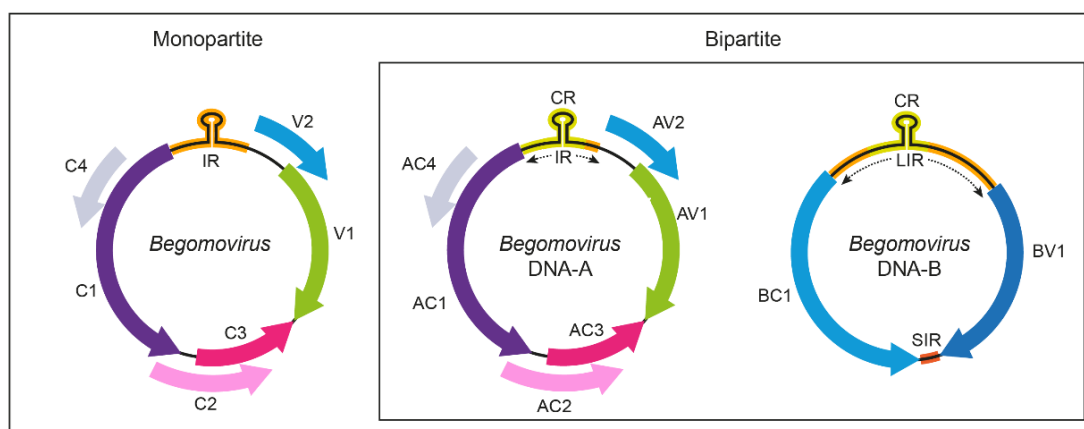 Monopartite
Bipartite
V2
IR
C4
V1
Begomovirus
C1
C3
C2
CR
AV2
IR
AC4
AV1
Begomovirus
DNA-A
AC1
AC3
AC2
CR
LIR
Begomovirus
DNA-B
BV1
BC1
SIR